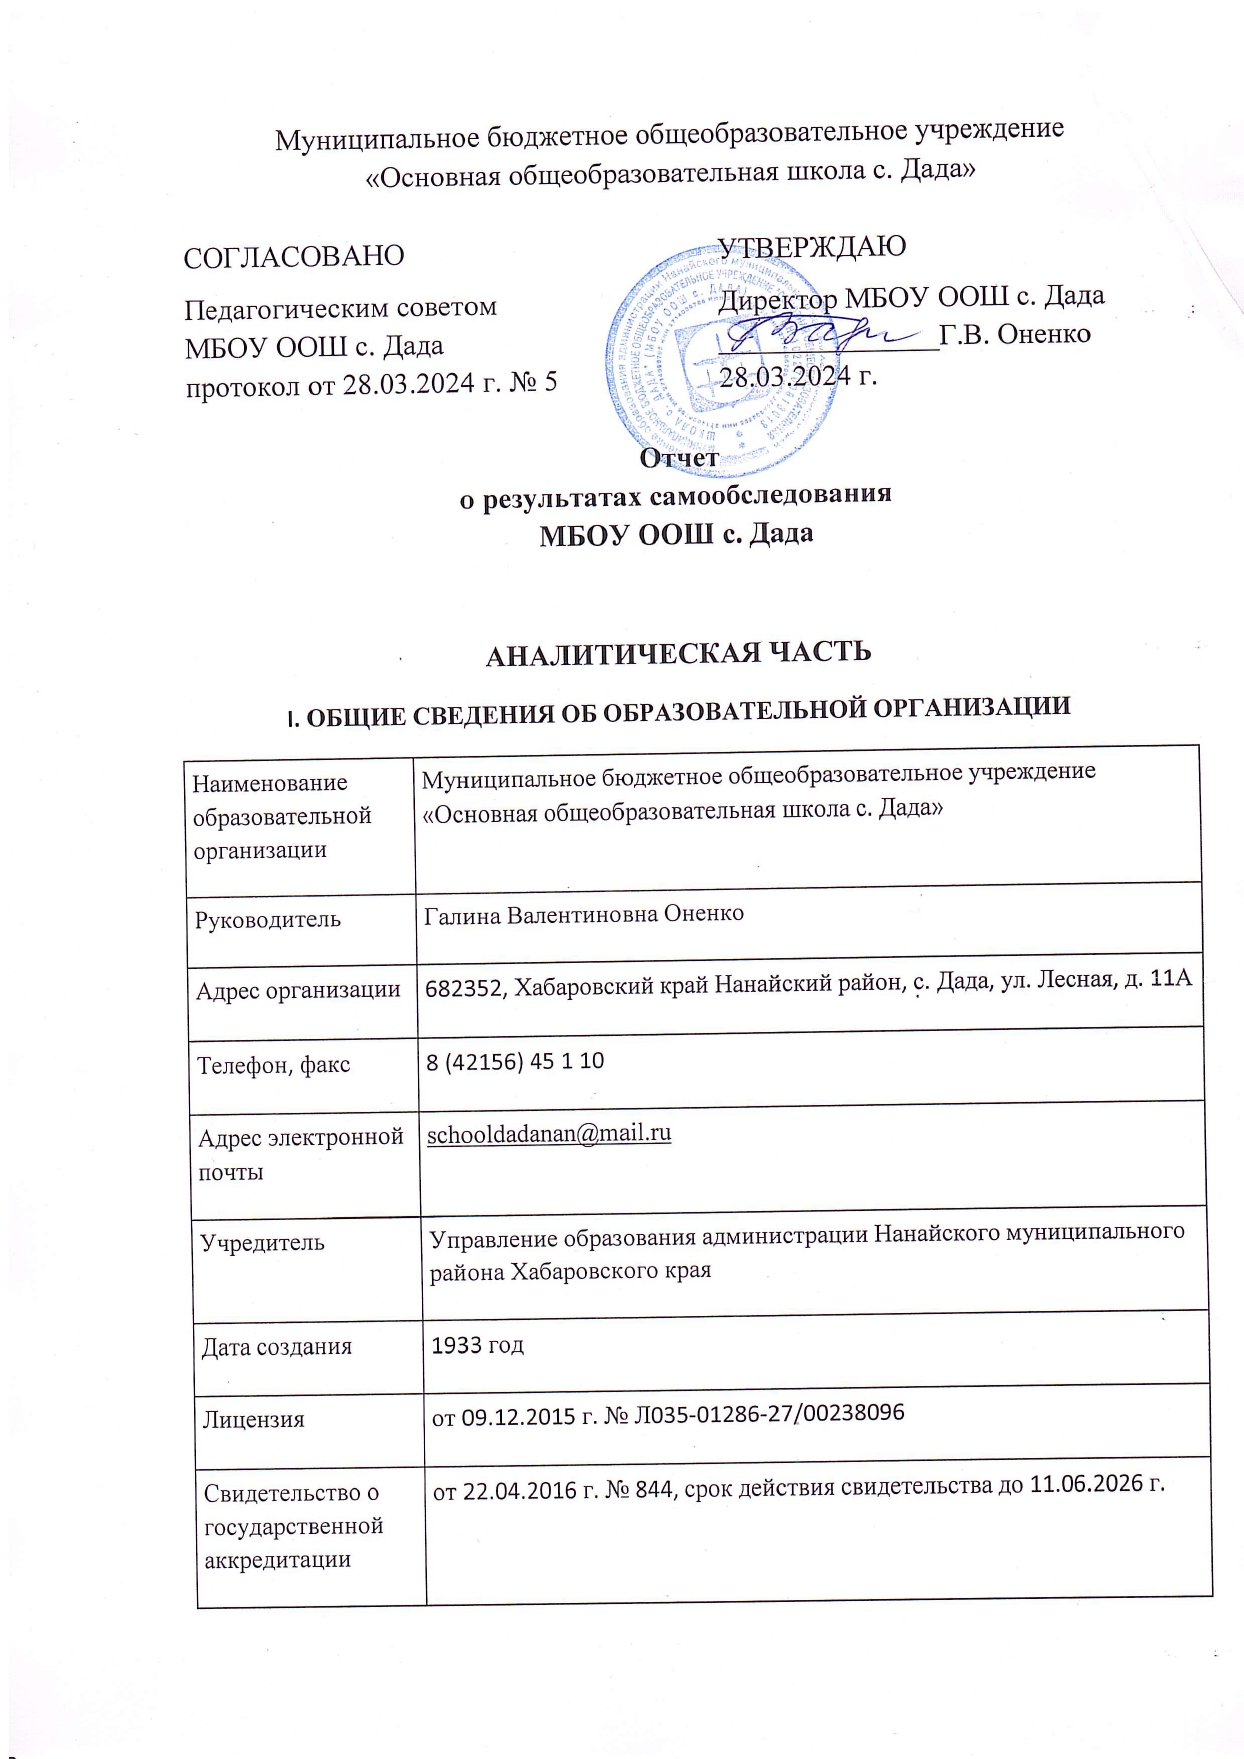 Муниципальное бюджетное общеобразовательное учреждение
«Основная общеобразовательная школа с. Дада»
СОГЛАСОВАНО
Педагогическим советом
МБОУ ООШ с. Дада
протокол от 28.03.2024 г. № 5
УТВЕРЖДАЮ
Директор МБОУ ООШ с. Дада
Г.В. Оненко
28.03.2024 г.
Отчет
о результатах самообследования
МБОУ ООШ с. Дада
АНАЛИТИЧЕСКАЯ ЧАСТЬ
I. ОБЩИЕ СВЕДЕНИЯ ОБ ОБРАЗОВАТЕЛЬНОЙ ОРГАНИЗАЦИИ
Наименование
образовательной
организации
Муниципальное бюджетное общеобразовательное учреждение
«Основная общеобразовательная школа с. Дада»
Руководитель
Галина Валентиновна Оненко
Адрес организации
682352, Хабаровский край Нанайский район, с. Дада, ул. Лесная, д. 11А
Телефон, факс
8 (42156) 45 1 10
Адрес электронной
почты
schooldadanan@mail.ru
Учредитель
Управление образования администрации Нанайского муниципального
района Хабаровского края
Дата создания
1933 год
Лицензия
от 09.12.2015 г. № Л035-01286-27/00238096
Свидетельство о
государственной
аккредитации
от 22.04.2016 г. № 844, срок действия свидетельства до 11.06.2026 г.